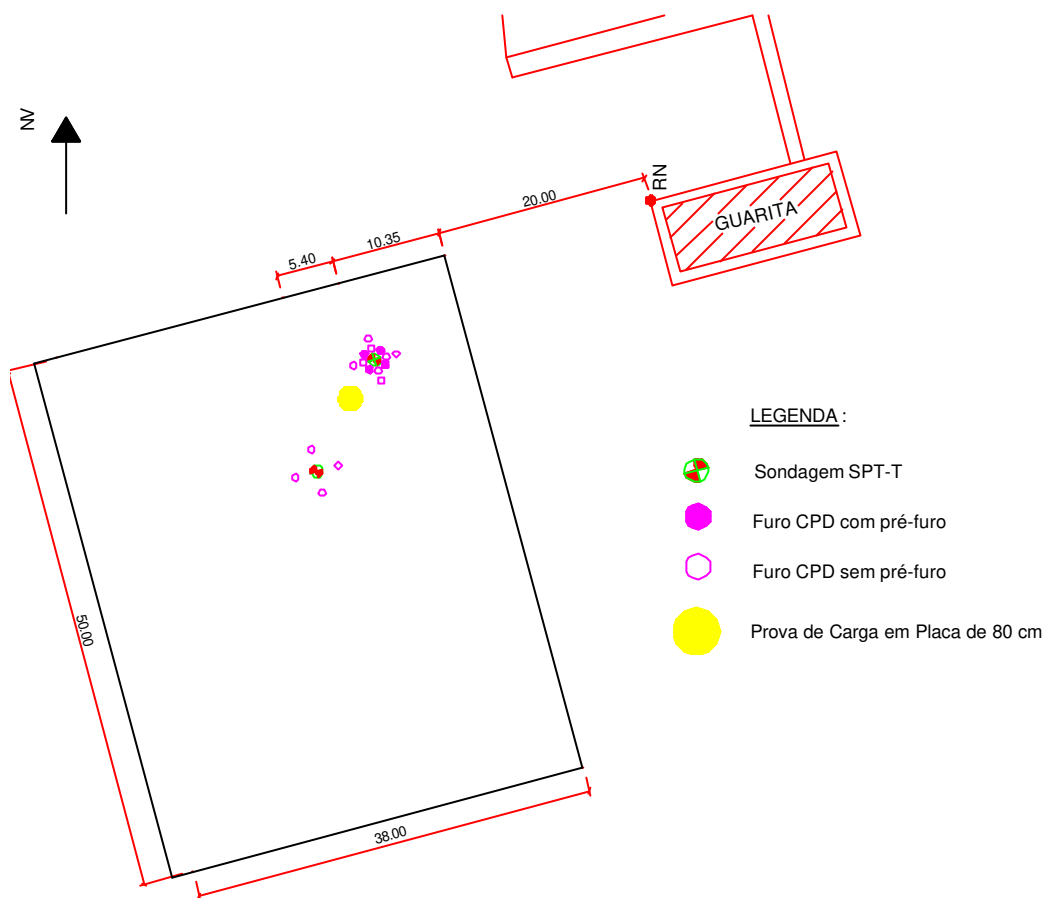 NV
RN
20.00
GUARITA
10.35
5.40
LEGENDA :
Sondagem SPT-T
Furo CPD com pré-furo
Furo CPD sem pré-furo
Prova de Carga em Placa de 80 cm
50.00
38.00